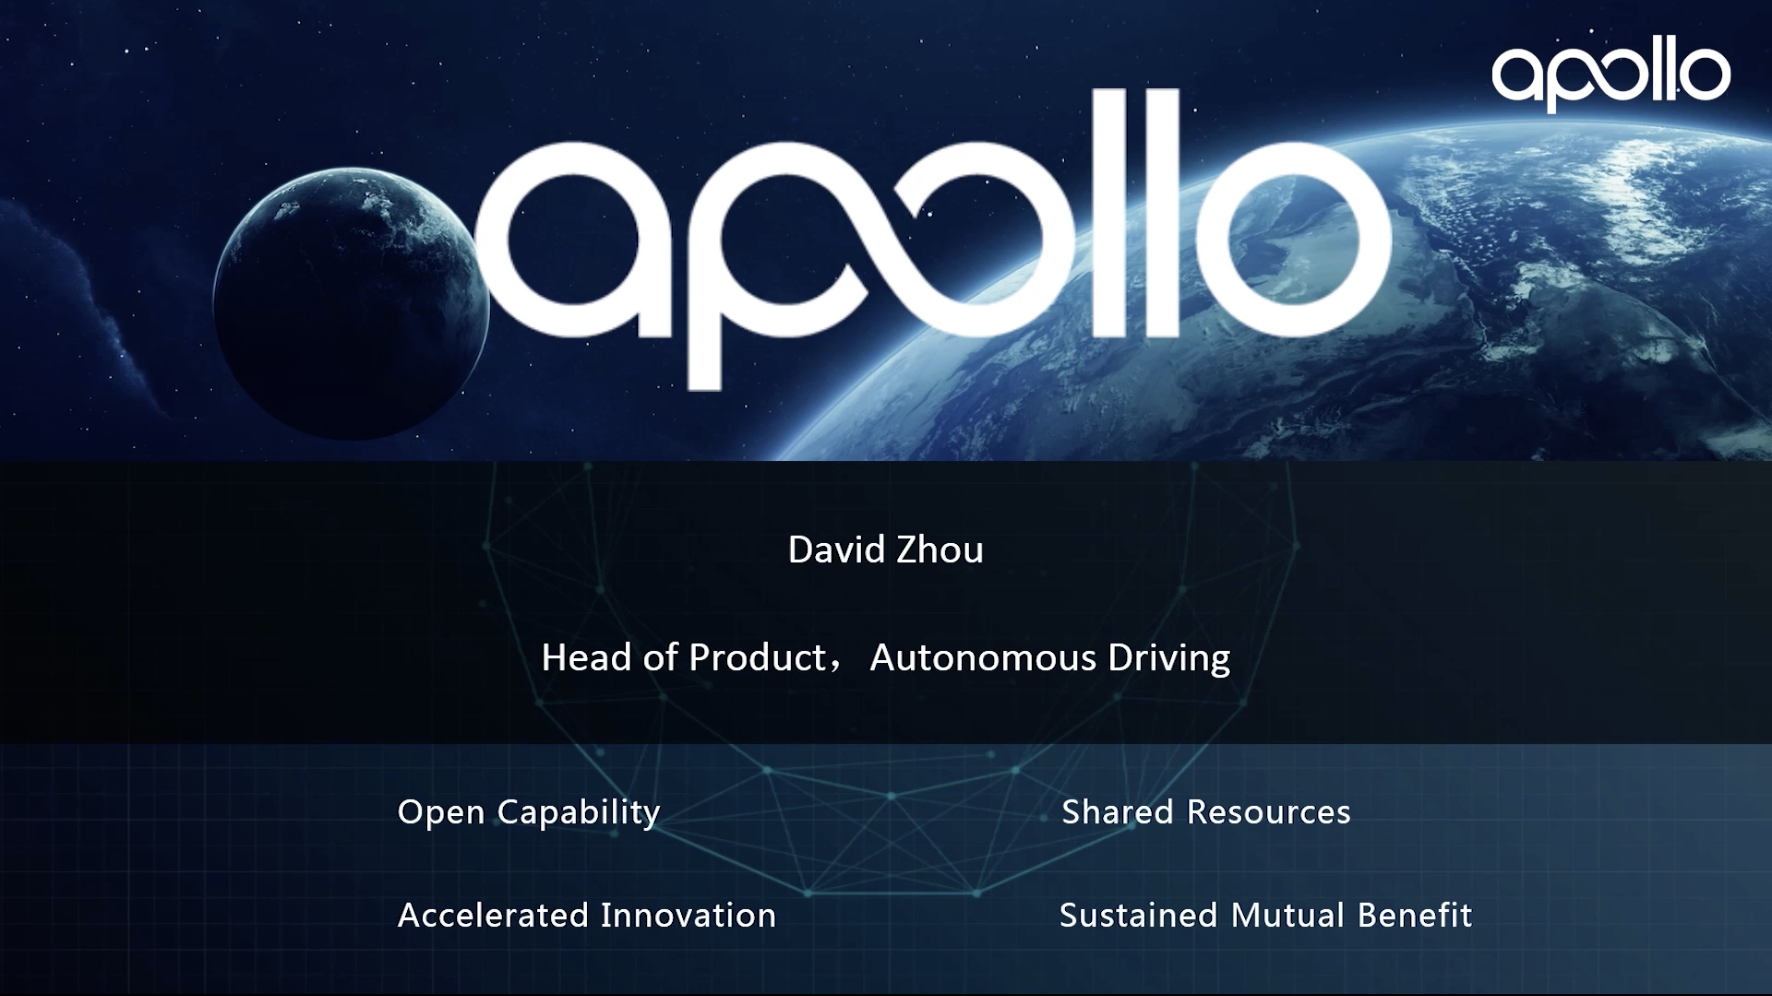 apollo
apollo
David Zhou
Head of Product，Autonomous Driving
Open Capability
Shared Resources
Accelerated Innovation
Sustained Mutual Benefit